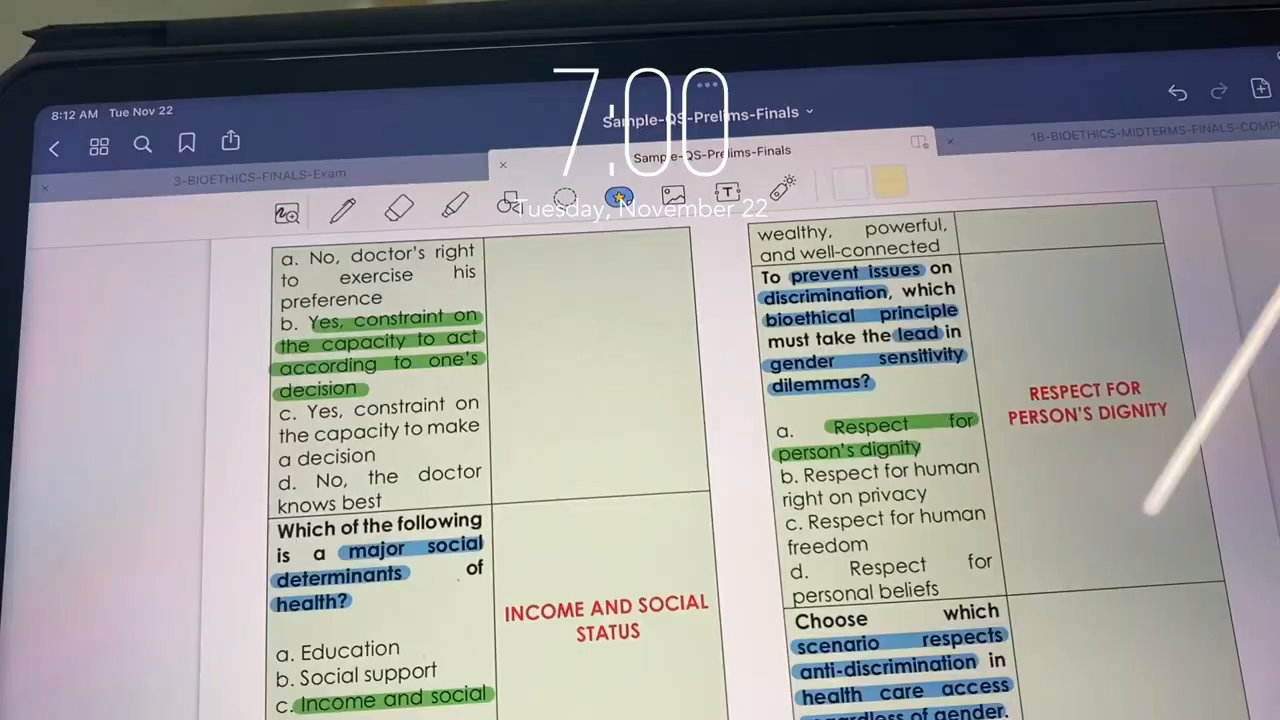 8:12 AM Tue Nov 22
7:00
Sample-QS-Prelims-Finals
3-BIOETHICS-FINALS-Exam
Sample-QS-Prelims-Finals
1B-BIOETHICS-MIDTERMS-FINALS-COMP
Tuesday, November 22
a. No, doctor's right
to exercise his
preference
b. Yes, constraint on
the capacity to act
according to one's
decision
c. Yes, constraint on
the capacity to make
a decision
d. No, the doctor
knows best
Which of the following
is a major social
determinants of
health?
a. Education
b. Social support
c. Income and social
INCOME AND SOCIAL
STATUS
wealthy, powerful,
and well-connected
To prevent issues on
discrimination, which
bioethical principle
must take the lead in
gender sensitivity
dilemmas?
a. Respect for
person's dignity
b. Respect for human
right on privacy
c. Respect for human
freedom
d. Respect for
personal beliefs
RESPECT FOR
PERSON'S DIGNITY
Choose which
scenario respects
anti-discrimination in
health care access
regardless of gender.